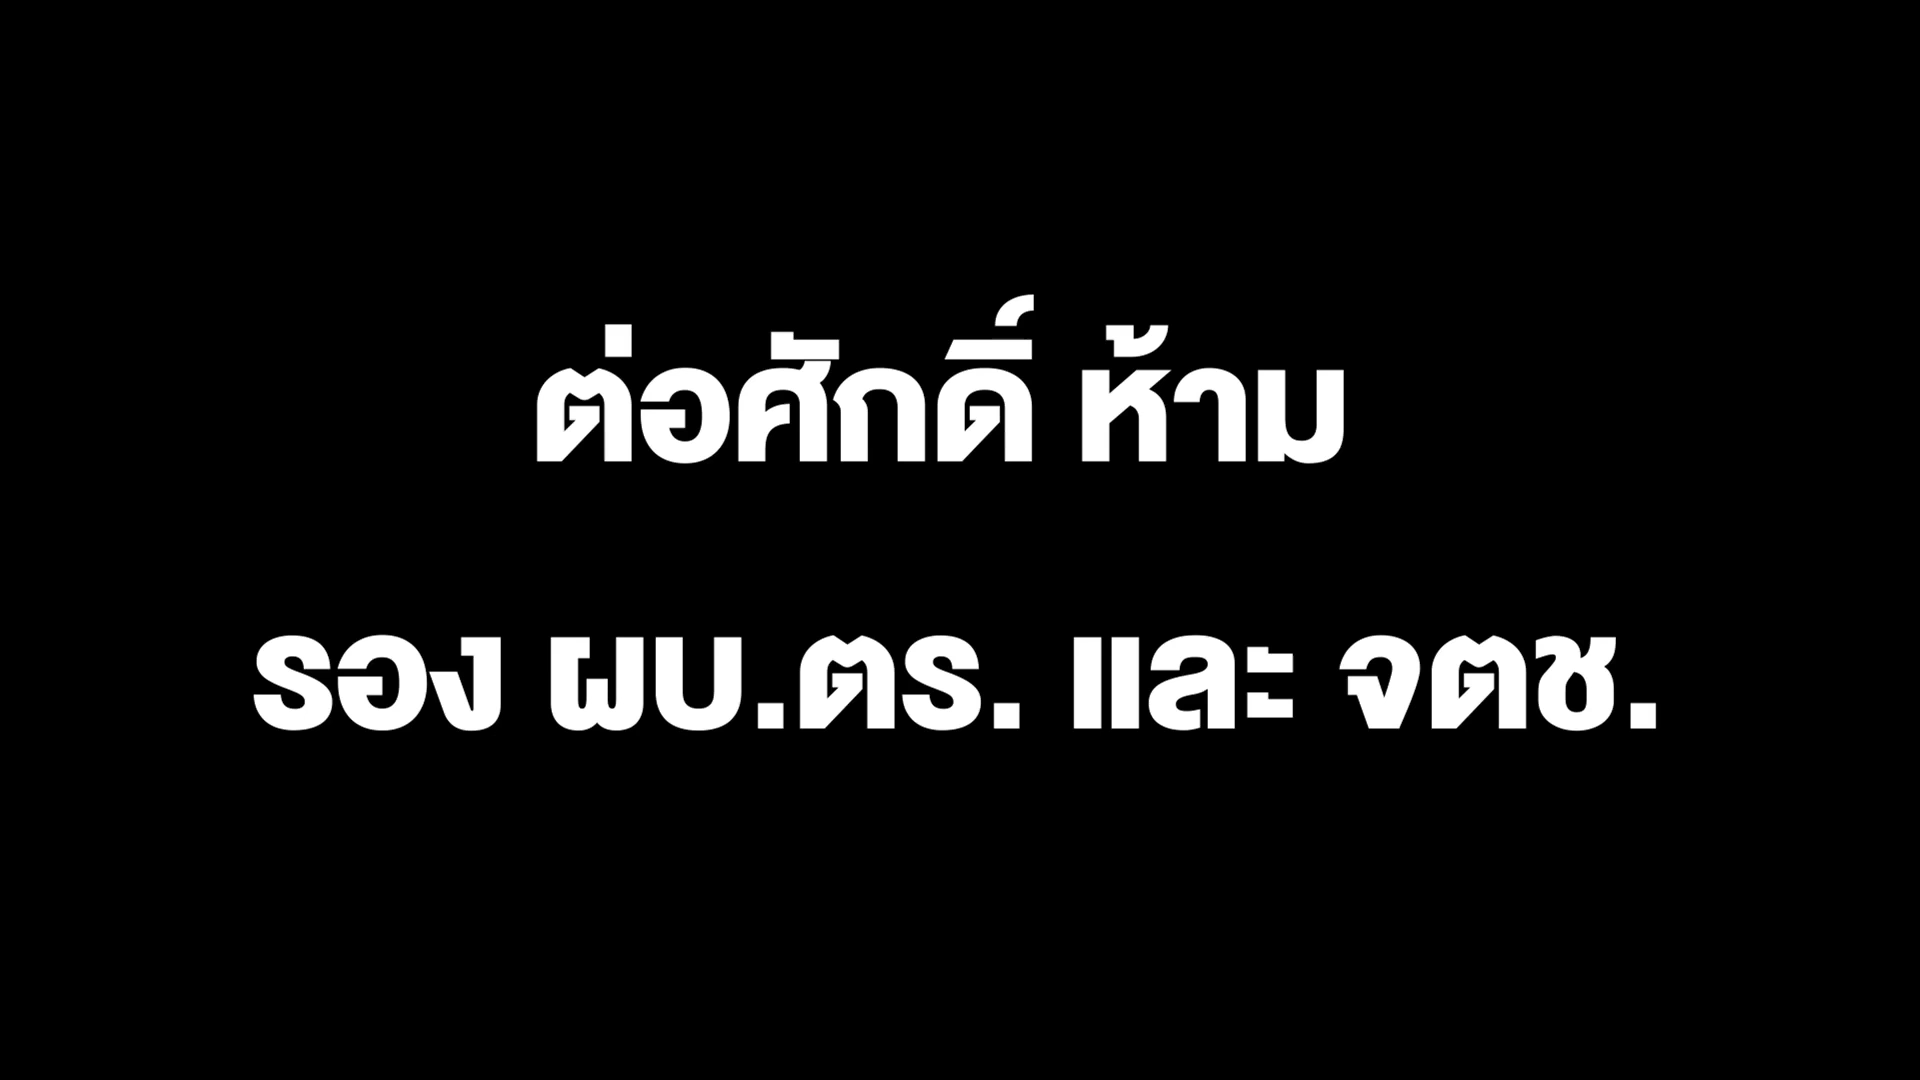 ต่อศักดิ์ ห้าม
รอง ผบ.ตร. และ จตช.